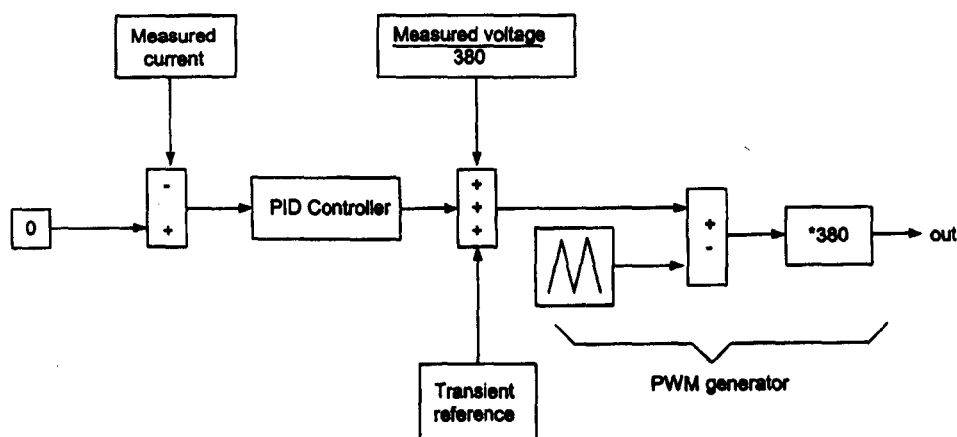 Measured
current
Measured voltage
380
-
+
0
PID Controller
+
+
+
+
-
*380
out
PWM generator
Transient
reference